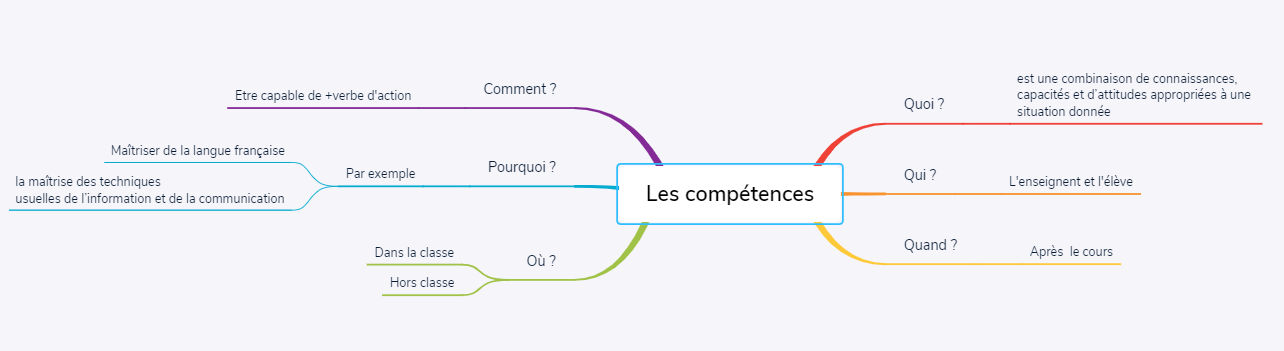 Les compétences
Quoi ?
est une combinaison de connaissances,
capacités et d'attitudes appropriées à une
situation donnée
Qui ?
L'enseignent et l'élève
Quand ?
Après le cours
Comment ?
Etre capable de +verbe d'action
Pourquoi ?
Par exemple
Maîtriser de la langue française
la maîtrise des techniques
usuelles de l'information et de la communication
Où ?
Dans la classe
Hors classe